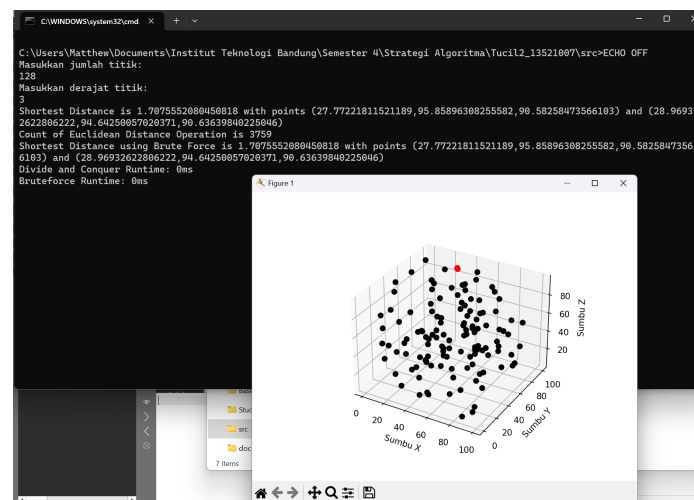 C:\WINDOWS\system32\cmd.
C:\Users\Matthew\Documents\Institut Teknologi Bandung\Semester 4\Strategi Algoritma\Tucil2_13521007\src>ECHO OFF
Masukkan jumlah titik:
128
Masukkan derajat titik:
3
Shortest Distance is 1.7075552080450818 with points (27.77221811521189,95.85896308255582,90.58258473566103) and (28.9693
2622806222,94.64250057020371,90.63639840225046)
Count of Euclidean Distance Operation is 3759
Shortest Distance using Brute Force is 1.7075552080450818 with points (27.77221811521189,95.85896308255582,90.5825847356
6103) and (28.96932622806222,94.64250057020371,90.63639840225046)
Divide and Conquer Runtime: 0ms
Bruteforce Runtime: 0ms
Figure 1
80
60
40
20
Sumbu Z
100
80
60
40
20
0
Sumbu Y
0
20
40
60
80
100
Sumbu X
Stud
src
doc
7 items